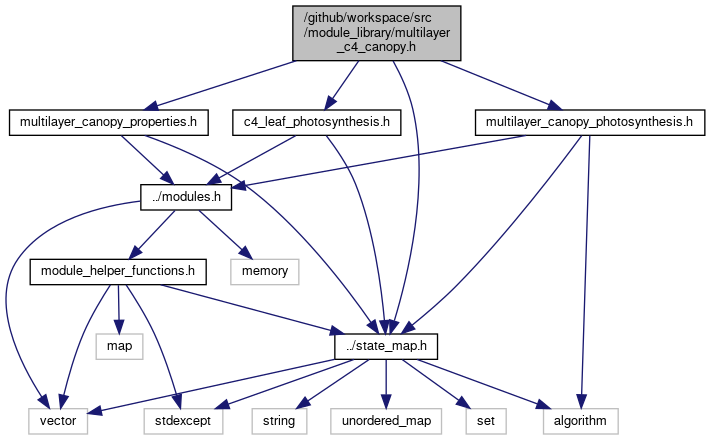 /github/workspace/src
/module_library/multilayer
_c4_canopy.h
multilayer_canopy_properties.h
c4_leaf_photosynthesis.h
multilayer_canopy_photosynthesis.h
../modules.h
module_helper_functions.h
memory
map
../state_map.h
vector
stdexcept
string
unordered_map
set
algorithm